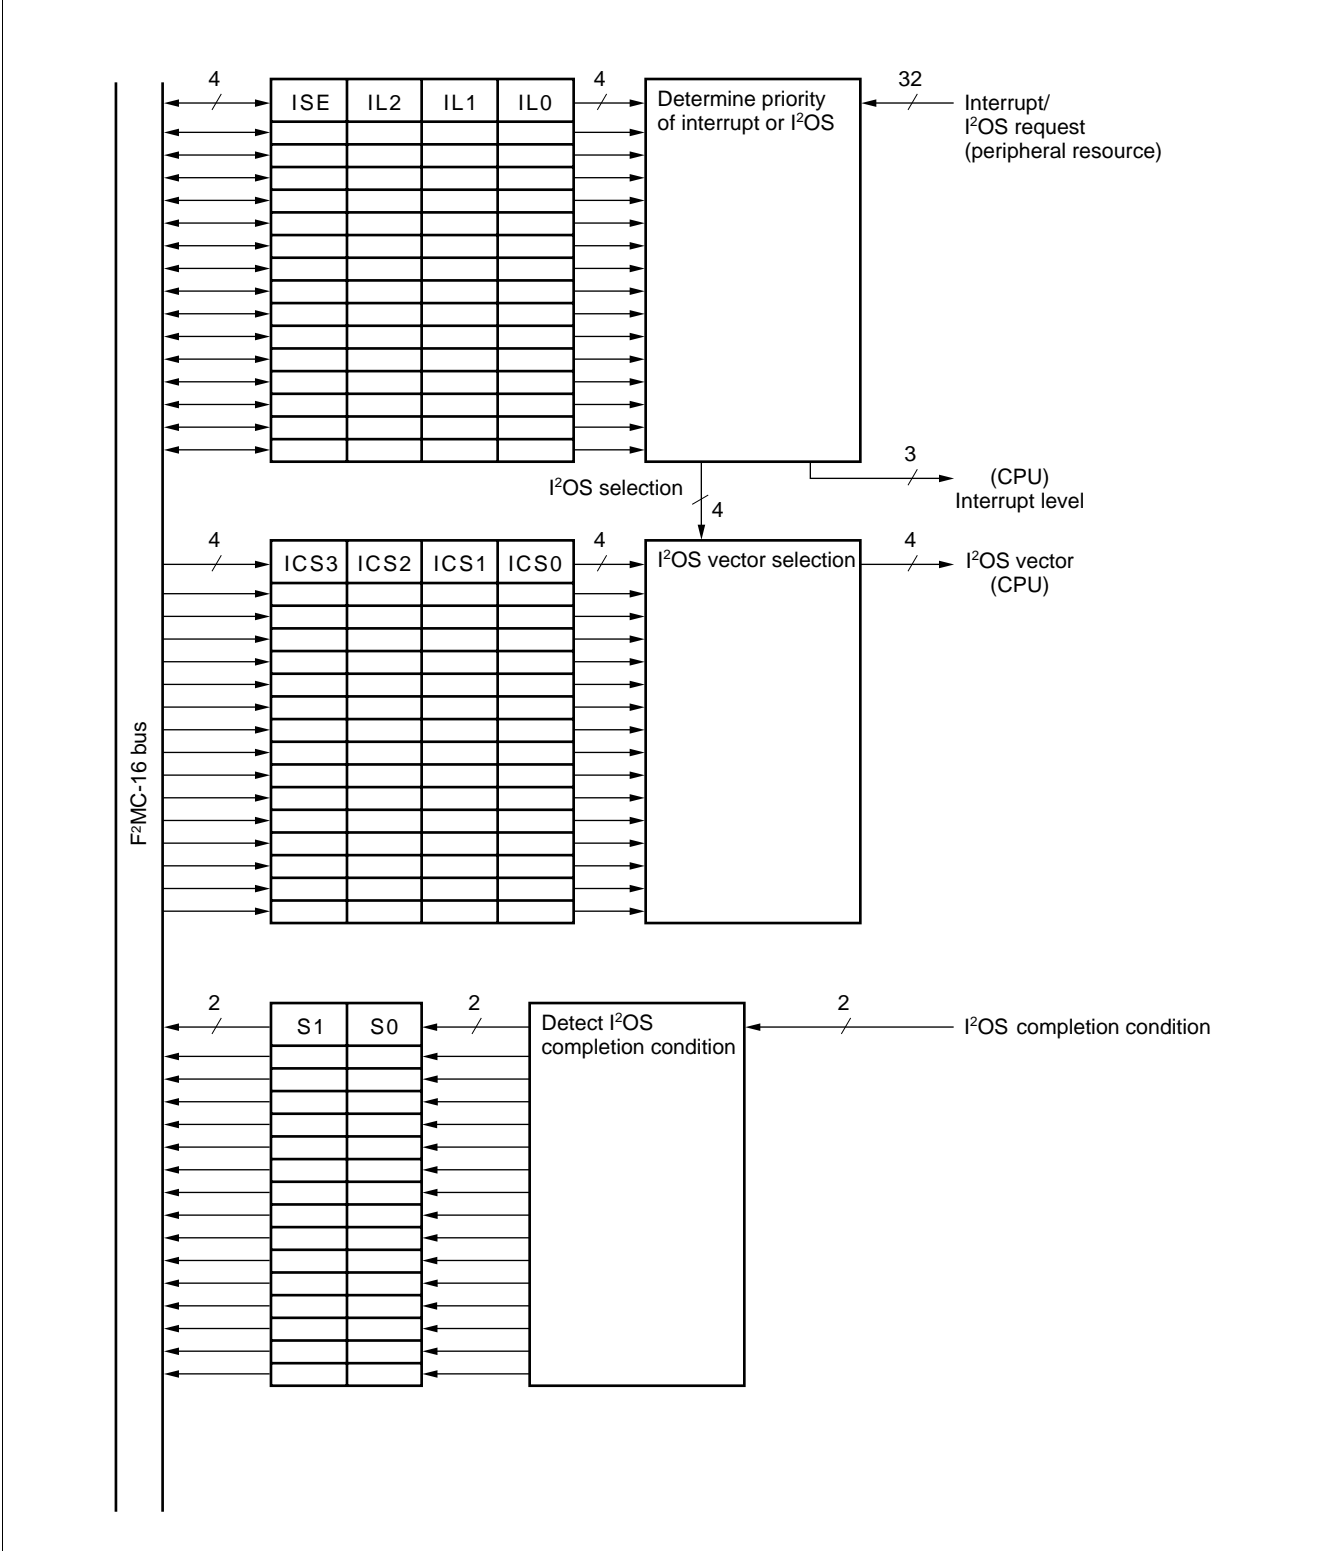 4
ISE IL2 IL1 IL0
4
Determine priority
of interrupt or I²OS
32
Interrupt/
I²OS request
(peripheral resource)
I²OS selection
4
3
(CPU)
Interrupt level
4
ICS3 ICS2 ICS1 ICS0
4
I²OS vector selection
4
I²OS vector
(CPU)
F²MC-16 bus
2
S1 S0
2
Detect I²OS
completion condition
2
I²OS completion condition